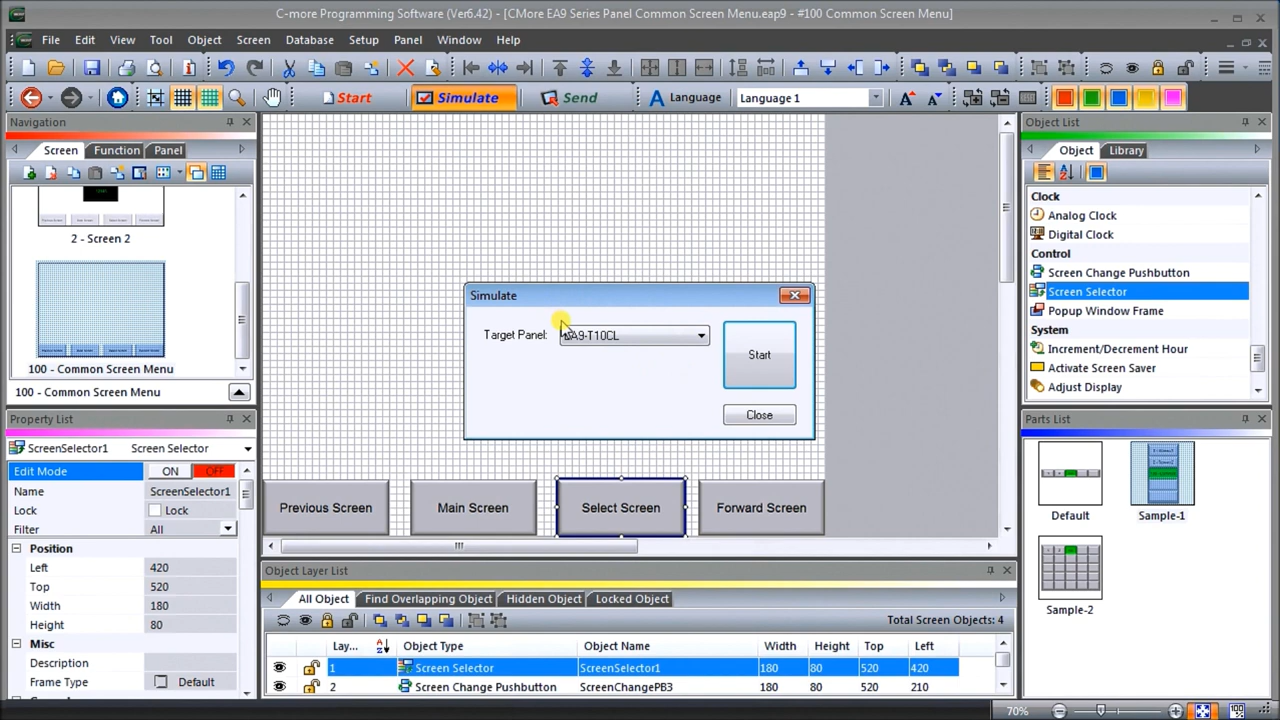 C-more Programming Software (Ver6.42) - [CMore EA9 Series Panel Common Screen Menu.eap9 - #100 Common Screen Menu]
File Edit View Tool Object Screen Database Setup Panel Window Help
Start Simulate Send Language Language 1
Navigation
Screen Function Panel
2 - Screen 2
100 - Common Screen Menu
100 - Common Screen Menu
Property List
ScreenSelector1 Screen Selector
Edit Mode ON OFF
Name ScreenSelector1
Lock Lock
Filter All
Position
Left 420
Top 520
Width 180
Height 80
Misc
Description
Frame Type Default
Simulate
Target Panel: EA9-T10CL
Start
Close
Previous Screen Main Screen Select Screen Forward Screen
Object Layer List
All Object Find Overlapping Object Hidden Object Locked Object
Total Screen Objects: 4
Lay... Object Type Object Name Width Height Top Left
1 Screen Selector ScreenSelector1 180 80 520 420
2 Screen Change Pushbutton ScreenChangePB3 180 80 520 210
Object List
Object Library
Clock
Analog Clock
Digital Clock
Control
Screen Change Pushbutton
Screen Selector
Popup Window Frame
System
Increment/Decrement Hour
Activate Screen Saver
Adjust Display
Parts List
Default Sample-1
Sample-2
70%